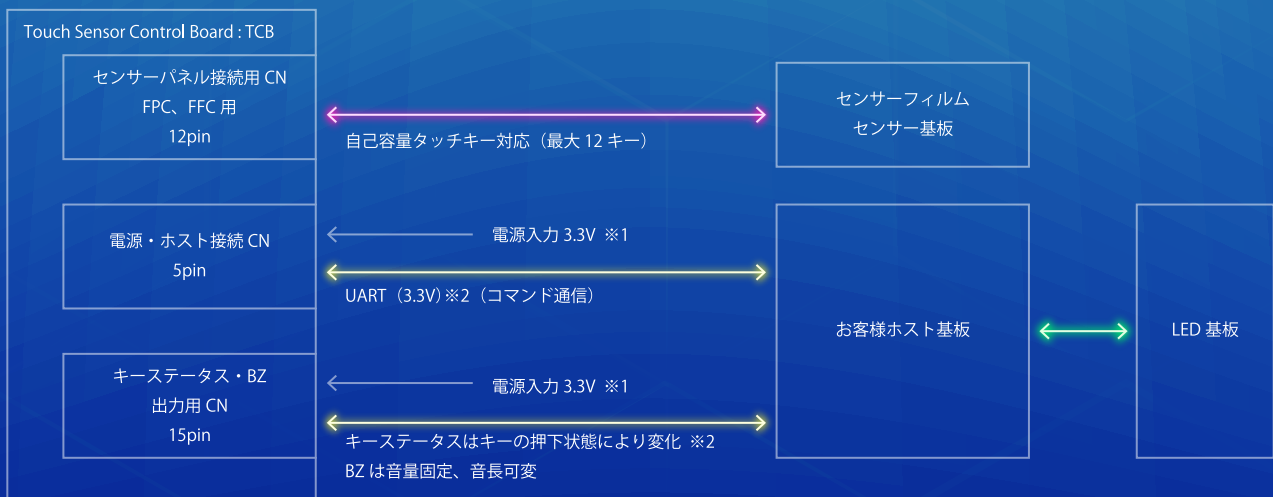 Touch Sensor Control Board : TCB
センサーパネル接続用 CN
FPC、FFC 用
12pin
自己容量タッチキー対応（最大 12 キー）
センサーフィルム
センサー基板
電源・ホスト接続 CN
5pin
電源入力 3.3V ※1
UART（3.3V）※2（コマンド通信）
お客様ホスト基板
LED 基板
キーステータス・BZ
出力用 CN
15pin
電源入力 3.3V ※1
キーステータスはキーの押下状態により変化 ※2
BZ は音量固定、音長可変